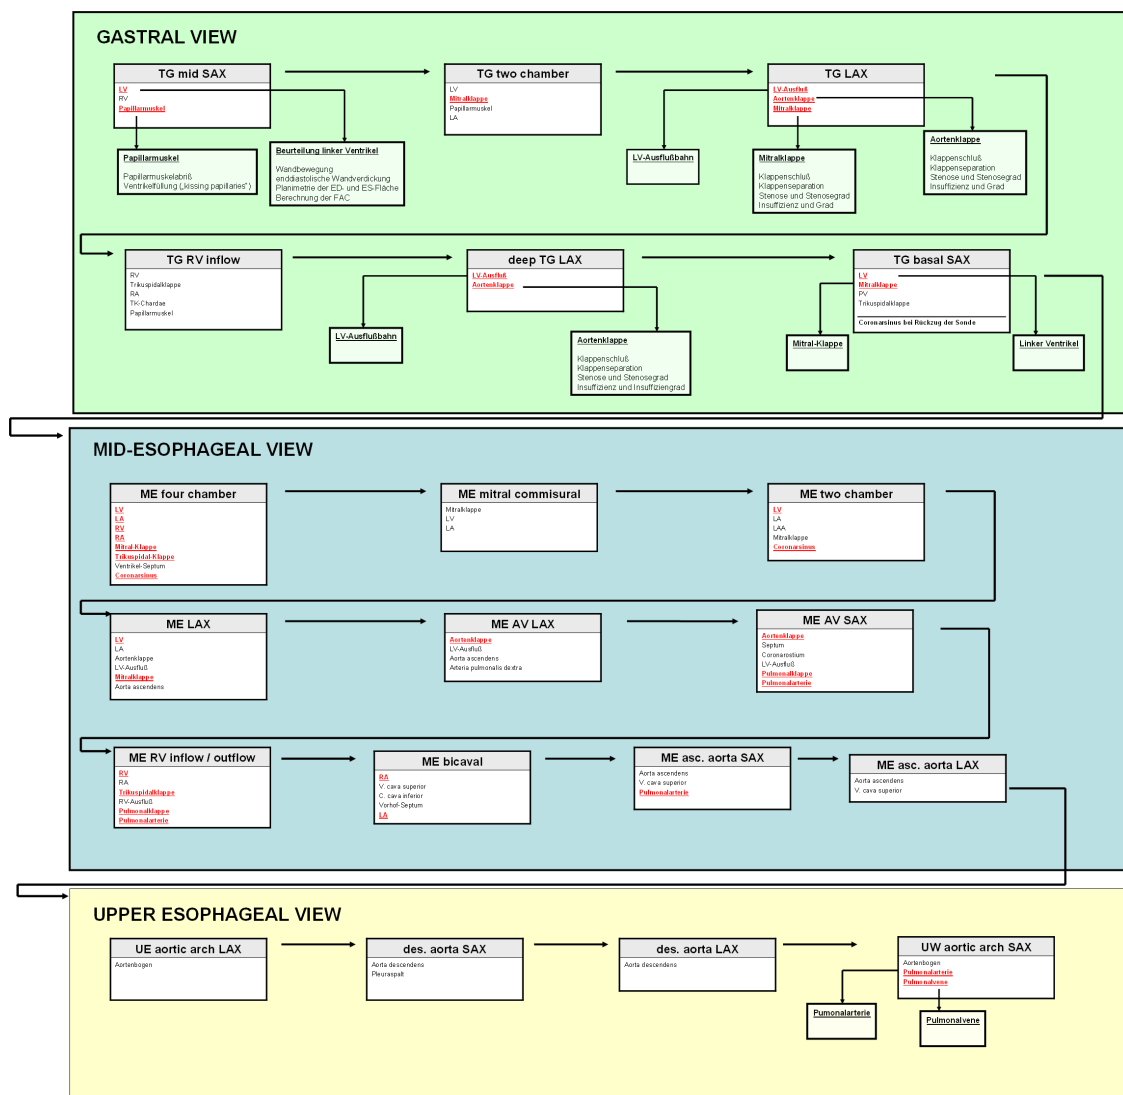 GASTRAL VIEW
TG mid SAX
LV
RV
Papillarmuskel
Papillarmuskel
Papillarmuskelabriß
Ventrikelfüllung („kissing papillaries“)
Beurteilung linker Ventrikel
Wandbewegung
enddiastolische Wandverdickung
Planimetrie der ED- und ES-Fläche
Berechnung der FAC
TG two chamber
LV
Mitralklappe
Papillarmuskel
LA
TG LAX
LV-Ausfluß
Aortenklappe
Mitralklappe
LV-Ausflußbahn
Mitralklappe
Klappenschluß
Klappenseparation
Stenose und Stenosegrad
Insuffizienz und Grad
Aortenklappe
Klappenschluß
Klappenseparation
Stenose und Stenosegrad
Insuffizienz und Grad
TG RV inflow
RV
Trikuspidalklappe
RA
TK-Chardae
Papillarmuskel
deep TG LAX
LV-Ausfluß
Aortenklappe
LV-Ausflußbahn
Aortenklappe
Klappenschluß
Klappenseparation
Stenose und Stenosegrad
Insuffizienz und Insuffiziengrad
TG basal SAX
LV
Mitralklappe
PV
Trikuspidalklappe
Coronarsinus bei Rückzug der Sonde
Mitral-Klappe
Linker Ventrikel
MID-ESOPHAGEAL VIEW
ME four chamber
LV
LA
RV
RA
Mitral-Klappe
Trikuspidal-Klappe
Ventrikel-Septum
Coronarsinus
ME mitral commisural
Mitralklappe
LV
LA
ME two chamber
LV
LA
LAA
Mitralklappe
Coronarsinus
ME LAX
LV
LA
Aortenklappe
LV-Ausfluß
Mitralklappe
Aorta ascendens
ME AV LAX
Aortenklappe
LV-Ausfluß
Aorta ascendens
Arteria pulmonalis dextra
ME AV SAX
Aortenklappe
Septum
Coronarostium
LV-Ausfluß
Pulmonalklappe
Pulmonalarterie
ME RV inflow / outflow
RV
RA
Trikuspidalklappe
RV-Ausfluß
Pulmonalklappe
Pulmonalarterie
ME bicaval
RA
V. cava superior
C. cava inferior
Vorhof-Septum
LA
ME asc. aorta SAX
Aorta ascendens
V. cava superior
Pulmonalarterie
ME asc. aorta LAX
Aorta ascendens
V. cava superior
UPPER ESOPHAGEAL VIEW
UE aortic arch LAX
Aortenbogen
des. aorta SAX
Aorta descendens
Pleuraspalt
des. aorta LAX
Aorta descendens
UW aortic arch SAX
Aortenbogen
Pulmonalarterie
Pulmonalvene
Pumonalarterie
Pulmonalvene